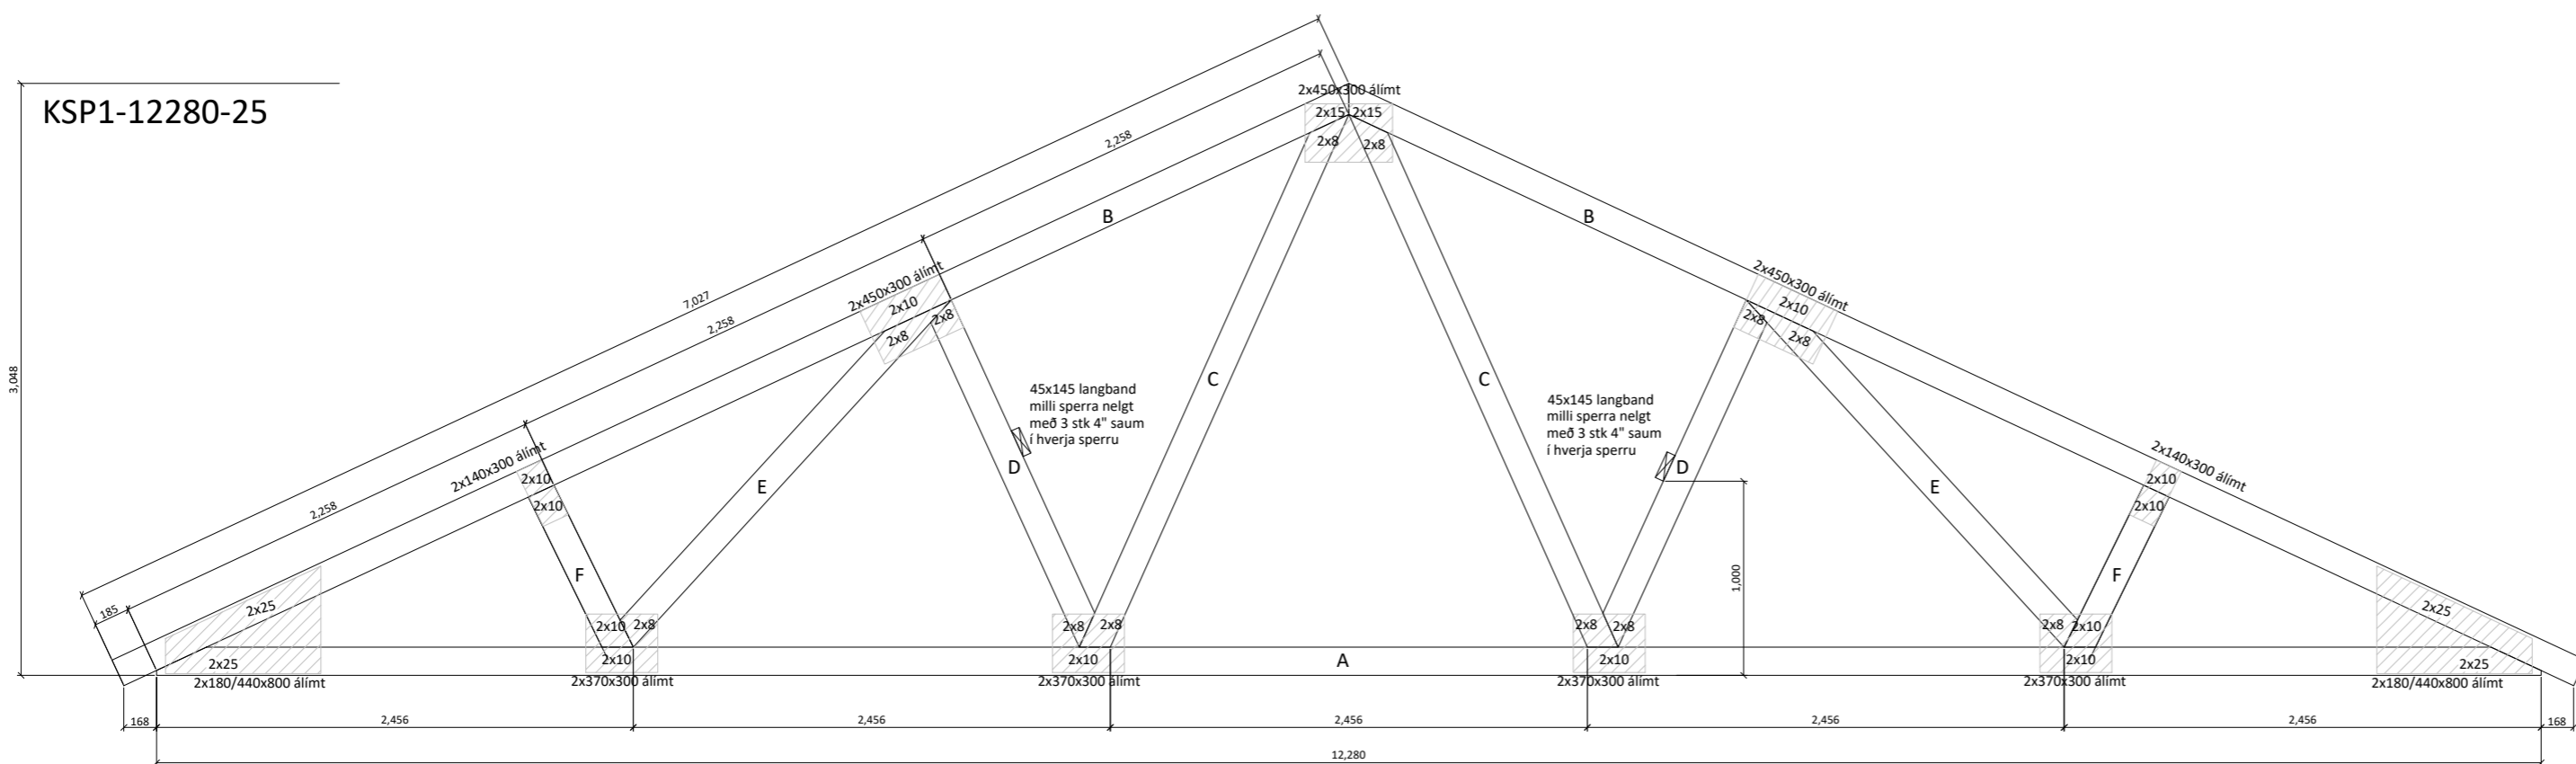 KSP1-12280-25
2x450x300 álímt
2x15
2x15
2x8
2x8
2,258
7,027
2,258
2,258
185
3,048
B
B
2x450x300 álímt
2x10
2x8
2x8
2x450x300 álímt
2x10
2x8
2x8
C
C
45x145 langband
milli sperra nelgt
með 3 stk 4" saum
í hverja sperru
45x145 langband
milli sperra nelgt
með 3 stk 4" saum
í hverja sperru
D
D
E
E
2x140x300 álímt
2x10
2x10
2x140x300 álímt
2x10
2x10
F
F
1,000
2x25
2x25
2x180/440x800 álímt
2x10
2x8
2x10
2x370x300 álímt
2x8
2x8
2x10
2x370x300 álímt
A
2x8
2x8
2x10
2x370x300 álímt
2x8
2x10
2x10
2x370x300 álímt
2x25
2x25
2x180/440x800 álímt
168
2,456
2,456
2,456
2,456
2,456
168
12,280